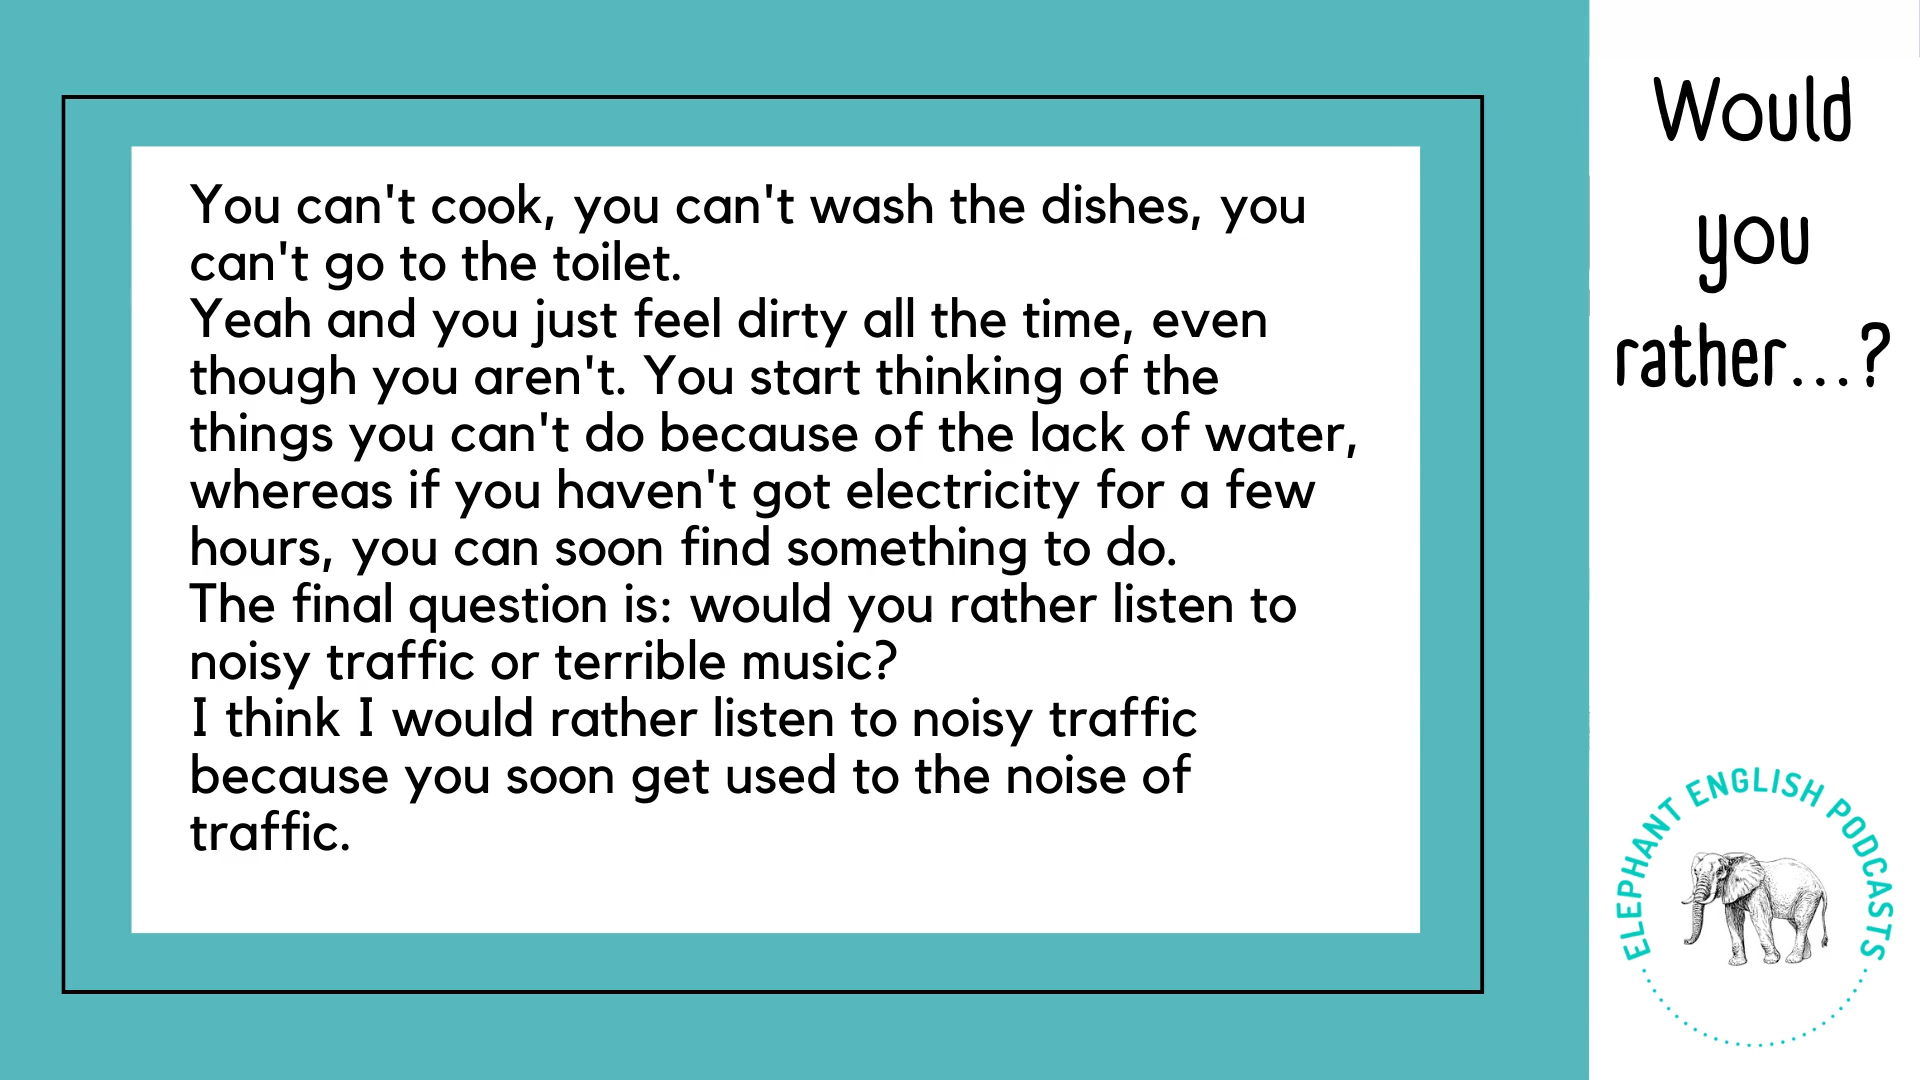 You can't cook, you can't wash the dishes, you
can't go to the toilet.
Yeah and you just feel dirty all the time, even
though you aren't. You start thinking of the
things you can't do because of the lack of water,
whereas if you haven't got electricity for a few
hours, you can soon find something to do.
The final question is: would you rather listen to
noisy traffic or terrible music?
I think I would rather listen to noisy traffic
because you soon get used to the noise of
traffic.
Would
you
rather...?
ELEPHANT ENGLISH PODCASTS